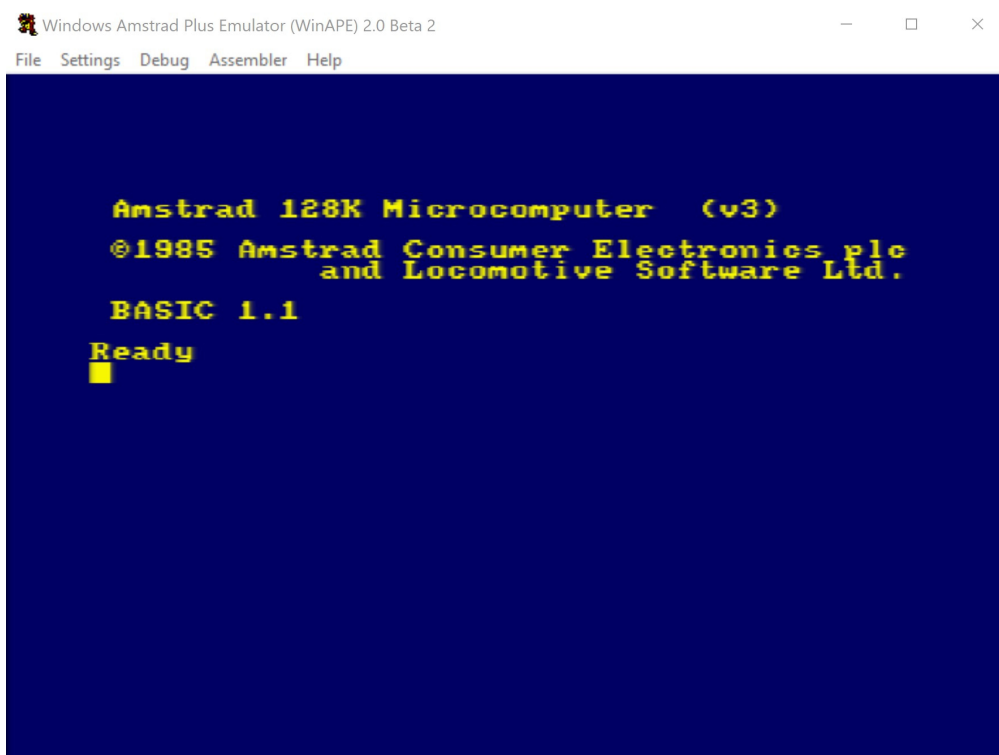 Windows Amstrad Plus Emulator (WinAPE) 2.0 Beta 2
File Settings Debug Assembler Help
Amstrad 128K Microcomputer (v3)
©1985 Amstrad Consumer Electronics plc
and Locomotive Software Ltd.
BASIC 1.1
Ready